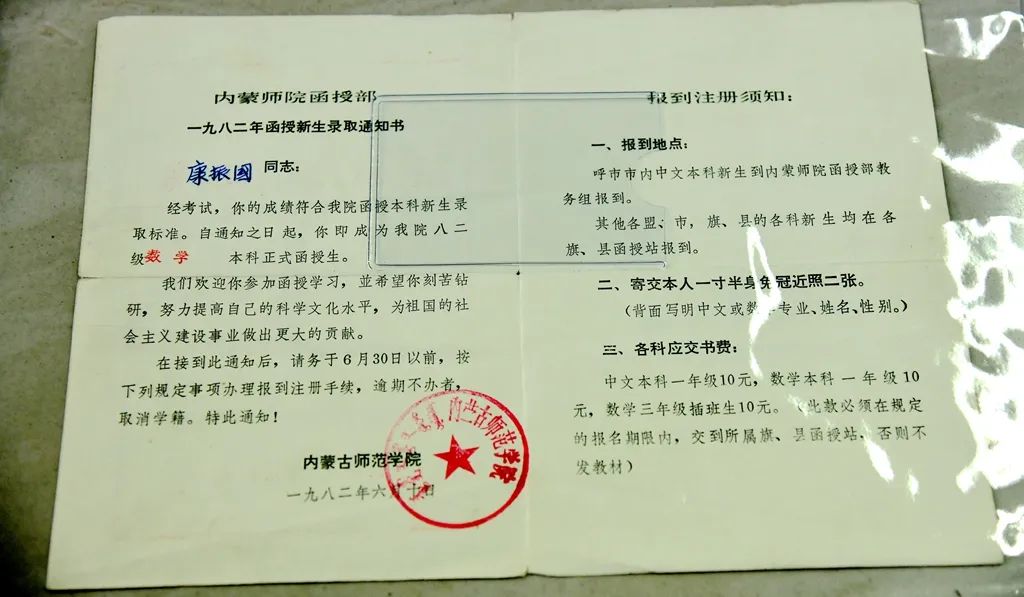 内蒙师院函授部
一九八二年函授新生录取通知书
康振国 同志：
经考试，你的成绩符合我院函授本科新生录
取标准。自通知之日起，你即成为我院八二
级数学 本科正式函授生。
我们欢迎你参加函授学习，並希望你刻苦钻
研，努力提高自己的科学文化水平，为祖国的社
会主义建设事业做出更大的贡献。
在接到此通知后，请务于6月30日以前，按
下列规定事项办理报到注册手续，逾期不办者，
取消学籍。特此通知！
内蒙古师范学院
一九八二年六月十日
内蒙古师范学院
报到注册须知：
一、报到地点：
呼市市内中文本科新生到内蒙师院函授部教
务组报到。
其他各盟、市，旗、县的各科新生均在各
旗、县函授站报到。
二、寄交本人一寸半身免冠近照二张。
（背面写明中文或数学专业、姓名、性别。）
三、各科应交书费：
中文本科一年级10元，数学本科一年级10
元，数学三年级插班生10元。（此款必须在规定
的报名期限内，交到所属旗、县函授站，否则不
发教材）